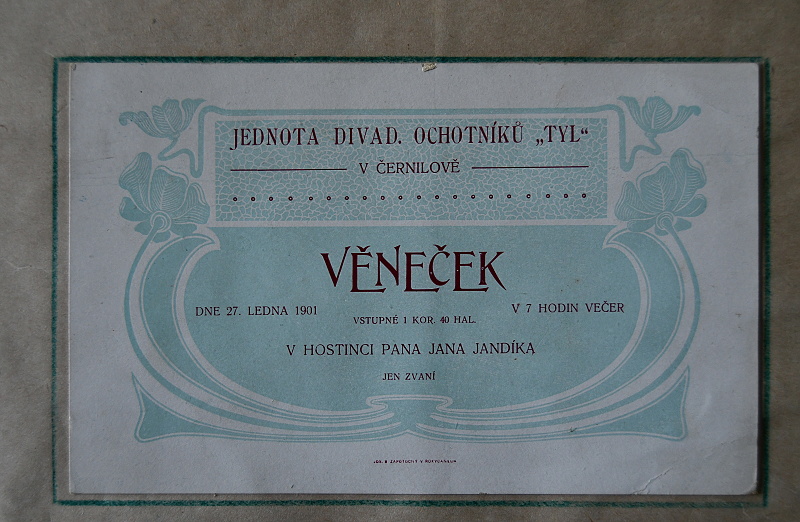 JEDNOTA DIVAD. OCHOTNÍKŮ „TYL“
V ČERNILOVĚ
VĚNEČEK
DNE 27. LEDNA 1901
VSTUPNÉ 1 KOR. 40 HAL.
V 7 HODIN VEČER
V HOSTINCI PANA JANA JANDÍKA
JEN ZVANÍ
V ROKYCANECH